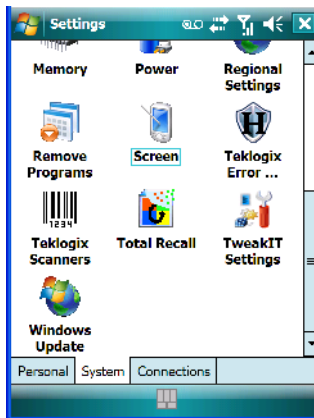 Settings
Memory Power Regional
Settings
Remove Screen Teklogix
Programs Error ...
1234
Teklogix Total Recall TweakIT
Scanners Settings
Windows
Update
Personal System Connections